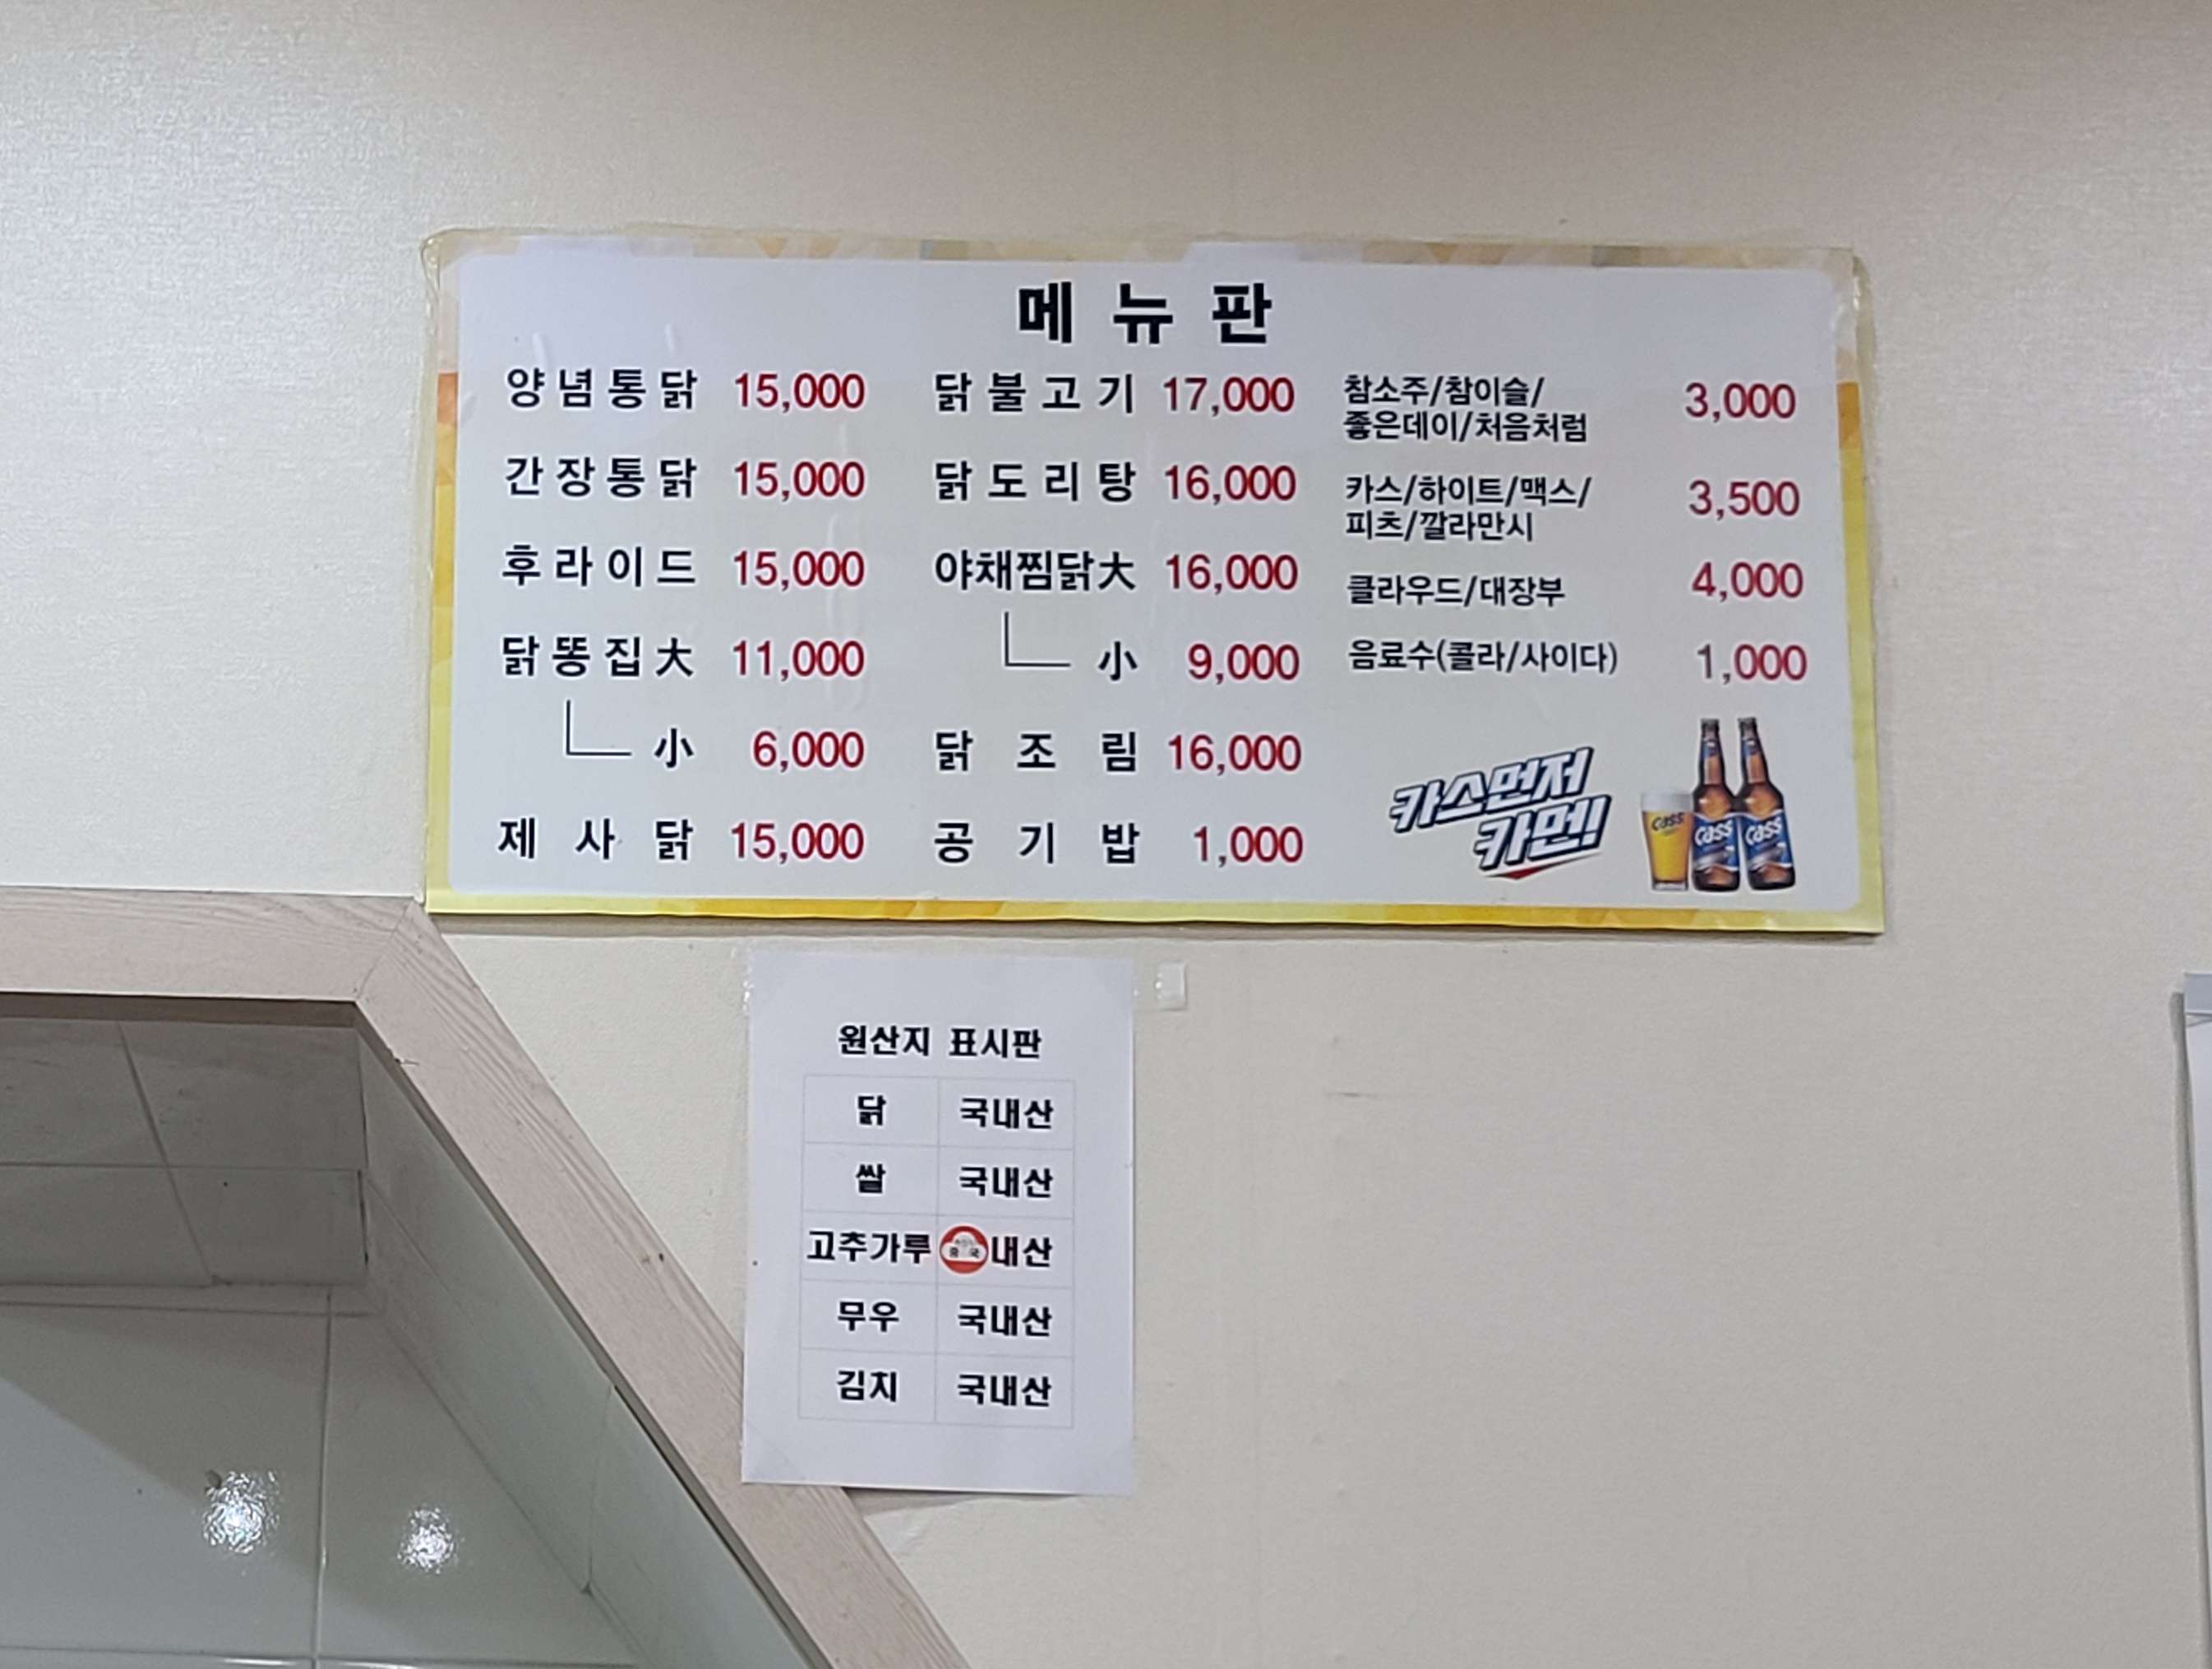 메뉴판
양념통닭 15,000
간장통닭 15,000
후라이드 15,000
닭똥집大 11,000
小 6,000
제사닭 15,000
닭불고기 17,000
닭도리탕 16,000
야채찜닭大 16,000
小 9,000
닭조림 16,000
공기밥 1,000
참소주/참이슬/
좋은데이/처음처럼 3,000
카스/하이트/맥스/
피츠/깔라만시 3,500
클라우드/대장부 4,000
음료수(콜라/사이다) 1,000
카스먼저
카먼!
cass
cass
cass
원산지 표시판
닭 국내산
쌀 국내산
고추가루 중국 내산
무우 국내산
김치 국내산